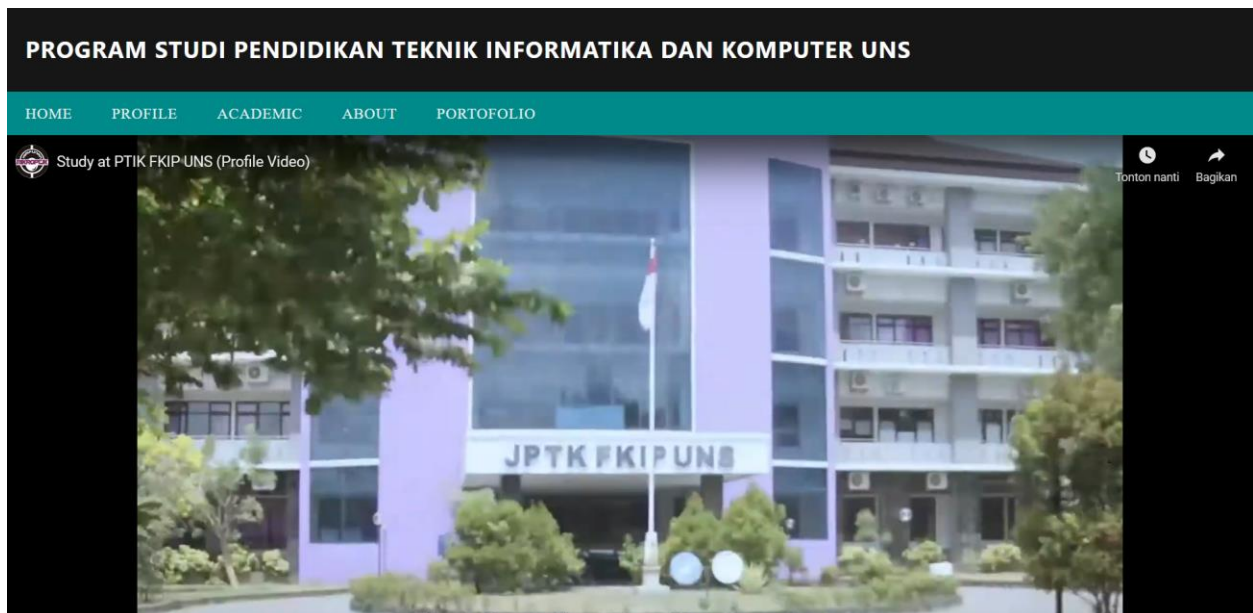 PROGRAM STUDI PENDIDIKAN TEKNIK INFORMATIKA DAN KOMPUTER UNS
HOME PROFILE ACADEMIC ABOUT PORTOFOLIO
Study at PTIK FKIP UNS (Profile Video)
Tonton nanti Bagikan
JPTK FKIP UNS